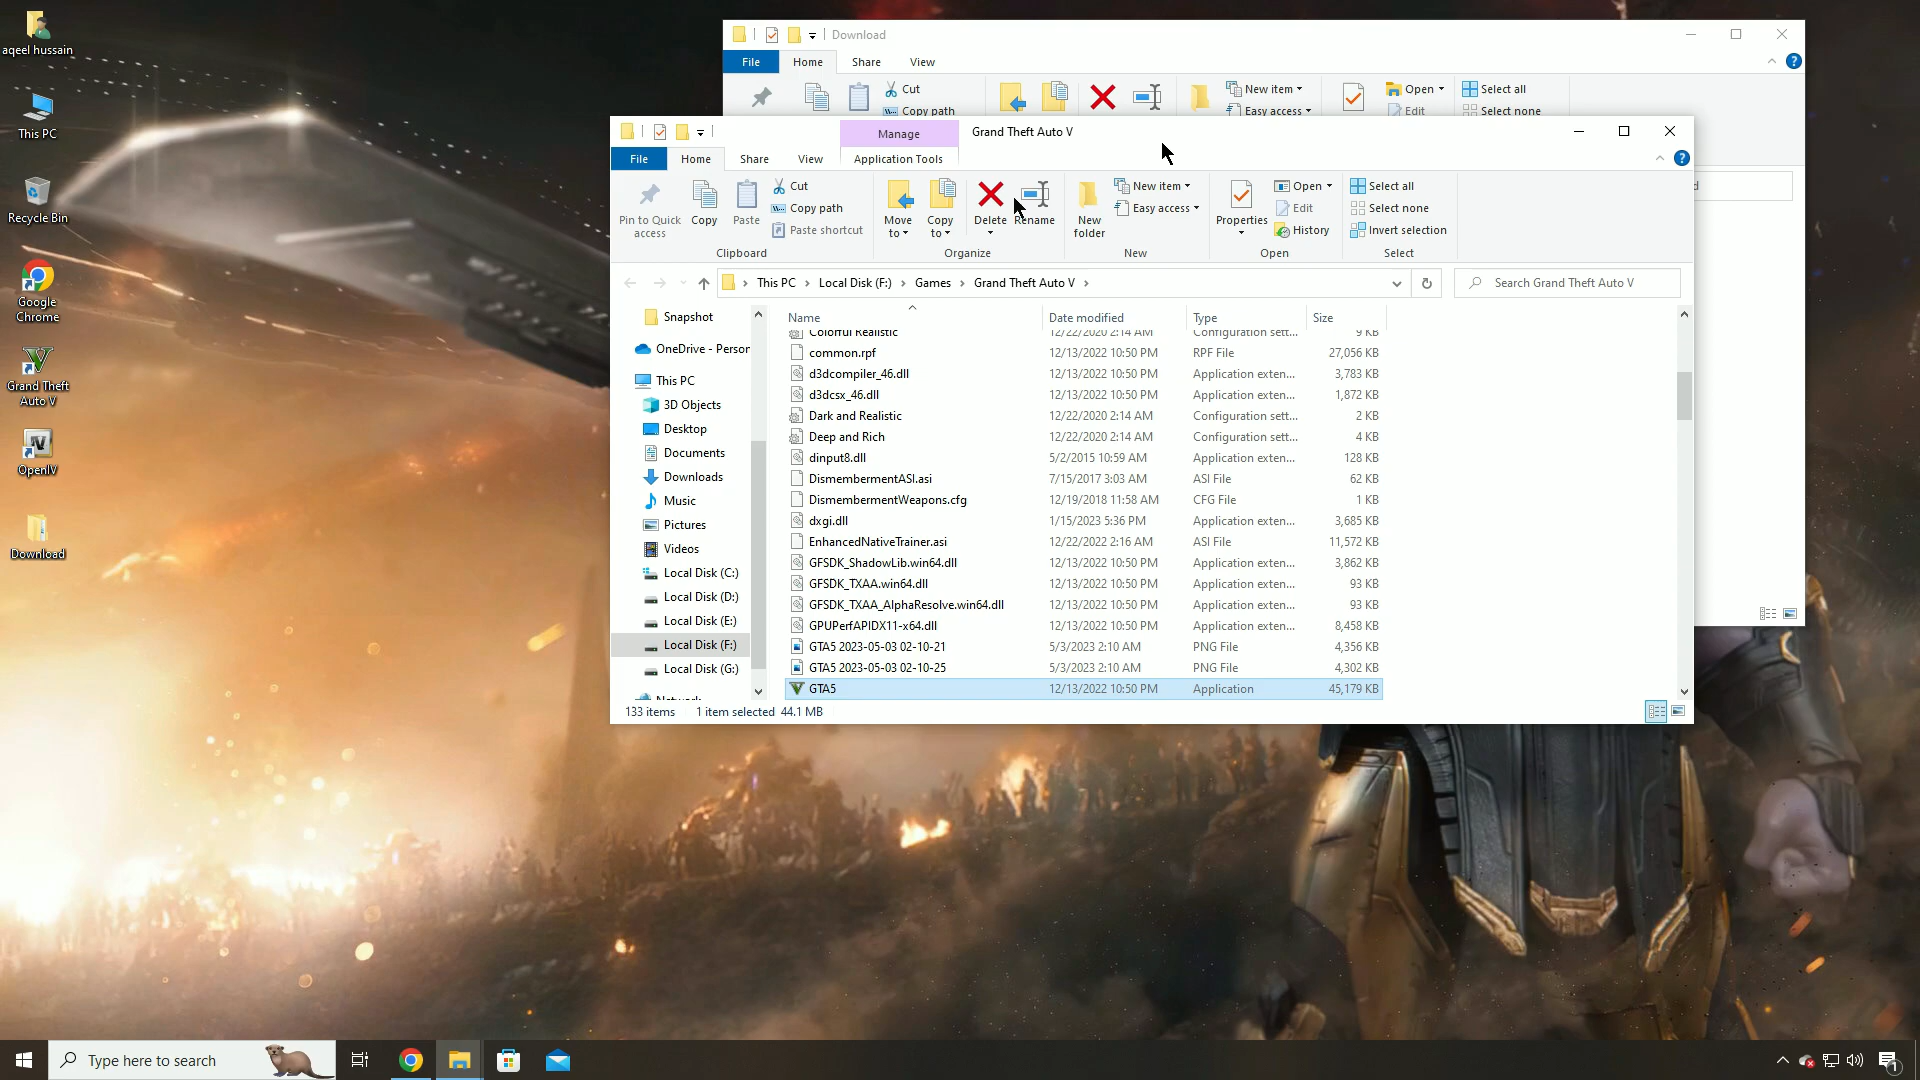 aqeel hussain
This PC
Recycle Bin
Google
Chrome
Grand Theft
Auto V
OpenIV
Download
Download
File
Home
Share
View
Cut
Copy path
New item
Easy access
Open
Edit
Select all
Select none
Manage
Grand Theft Auto V
File
Home
Share
View
Application Tools
Pin to Quick
access
Copy
Paste
Cut
Copy path
Paste shortcut
Move
to
Copy
to
Delete
Rename
New
folder
New item
Easy access
Properties
Open
Edit
History
Select all
Select none
Invert selection
Clipboard
Organize
New
Open
Select
This PC
Local Disk (F:)
Games
Grand Theft Auto V
Search Grand Theft Auto V
Snapshot
OneDrive - Person
This PC
3D Objects
Desktop
Documents
Downloads
Music
Pictures
Videos
Local Disk (C:)
Local Disk (D:)
Local Disk (E:)
Local Disk (F:)
Local Disk (G:)
Network
Name Date modified Type Size
Colorful Realistic 12/22/2020 2:14 AM Configuration sett... 9 KB
common.rpf 12/13/2022 10:50 PM RPF File 27,056 KB
d3dcompiler_46.dll 12/13/2022 10:50 PM Application exten... 3,783 KB
d3dcsx_46.dll 12/13/2022 10:50 PM Application exten... 1,872 KB
Dark and Realistic 12/22/2020 2:14 AM Configuration sett... 2 KB
Deep and Rich 12/22/2020 2:14 AM Configuration sett... 4 KB
dinput8.dll 5/2/2015 10:59 AM Application exten... 128 KB
DismembermentASI.asi 7/15/2017 3:03 AM ASI File 62 KB
DismembermentWeapons.cfg 12/19/2018 11:58 AM CFG File 1 KB
dxgi.dll 1/15/2023 5:36 PM Application exten... 3,685 KB
EnhancedNativeTrainer.asi 12/22/2022 2:16 AM ASI File 11,572 KB
GFSDK_ShadowLib.win64.dll 12/13/2022 10:50 PM Application exten... 3,862 KB
GFSDK_TXAA.win64.dll 12/13/2022 10:50 PM Application exten... 93 KB
GFSDK_TXAA_AlphaResolve.win64.dll 12/13/2022 10:50 PM Application exten... 93 KB
GPUPerfAPIDX11-x64.dll 12/13/2022 10:50 PM Application exten... 8,458 KB
GTA5 2023-05-03 02-10-21 5/3/2023 2:10 AM PNG File 4,356 KB
GTA5 2023-05-03 02-10-25 5/3/2023 2:10 AM PNG File 4,302 KB
GTA5 12/13/2022 10:50 PM Application 45,179 KB
133 items 1 item selected 44.1 MB
Type here to search
1